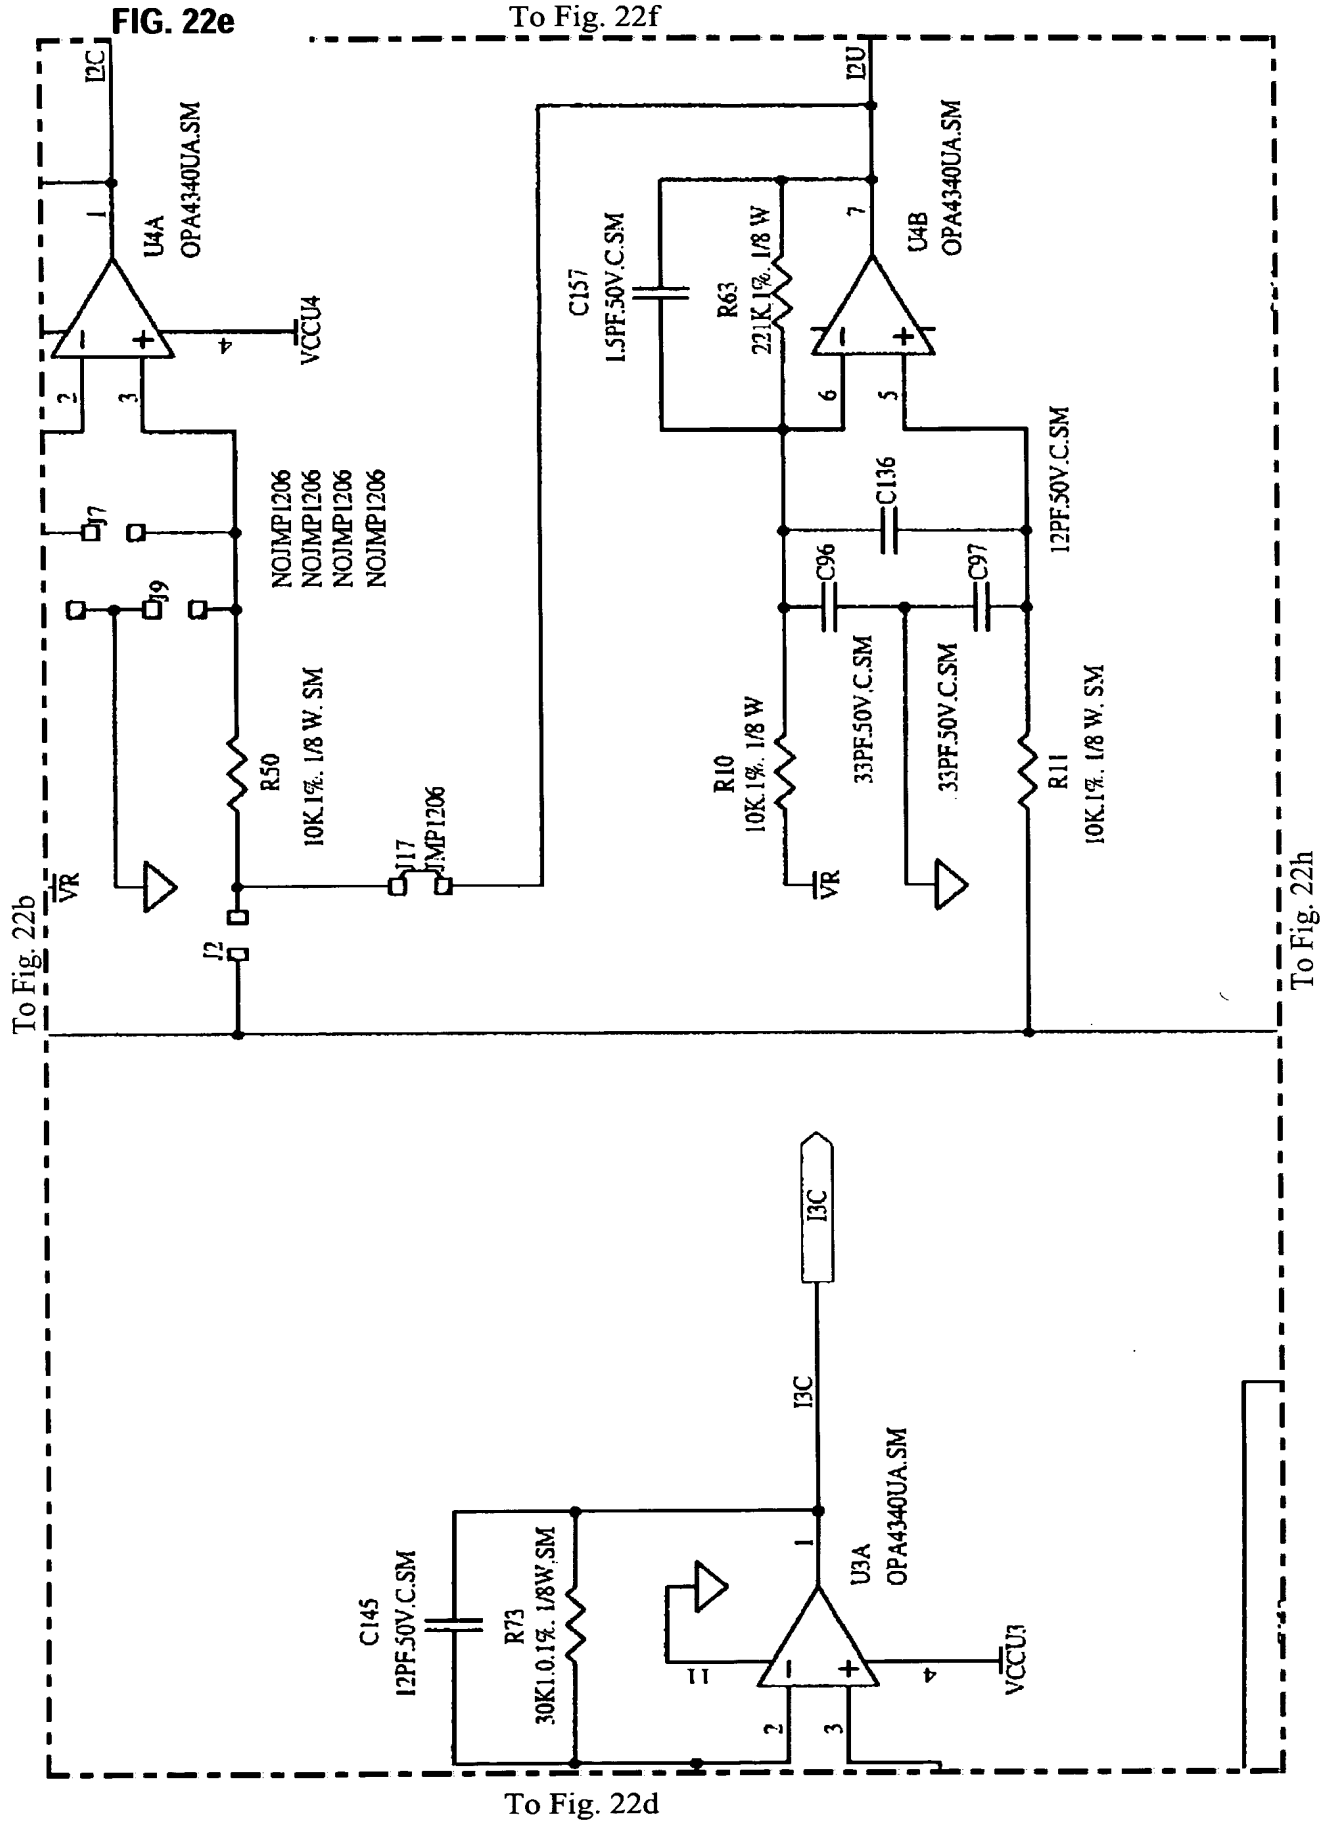 FIG. 22e
To Fig. 22f
I2C
1
U4A
OPA4340UA.SM
2
3
4
VCCU4
J7
J9
NOJMP1206
NOJMP1206
NOJMP1206
NOJMP1206
R50
10K.1%. 1/8 W. SM
VR
J2
J17
JMP1206
To Fig. 22b
I2U
7
U4B
OPA4340UA.SM
C157
1.5PF.50V.C.SM
R63
221K.1%. 1/8 W
6
5
C136
12PF.50V.C.SM
C96
33PF.50V.C.SM
C97
33PF.50V.C.SM
R10
10K.1%. 1/8 W
VR
R11
10K.1%. 1/8 W. SM
To Fig. 22h
I3C
I3C
C145
12PF.50V.C.SM
R73
30K1.0.1%. 1/8W.SM
11
1
U3A
OPA4340UA.SM
2
3
4
VCCU3
To Fig. 22d